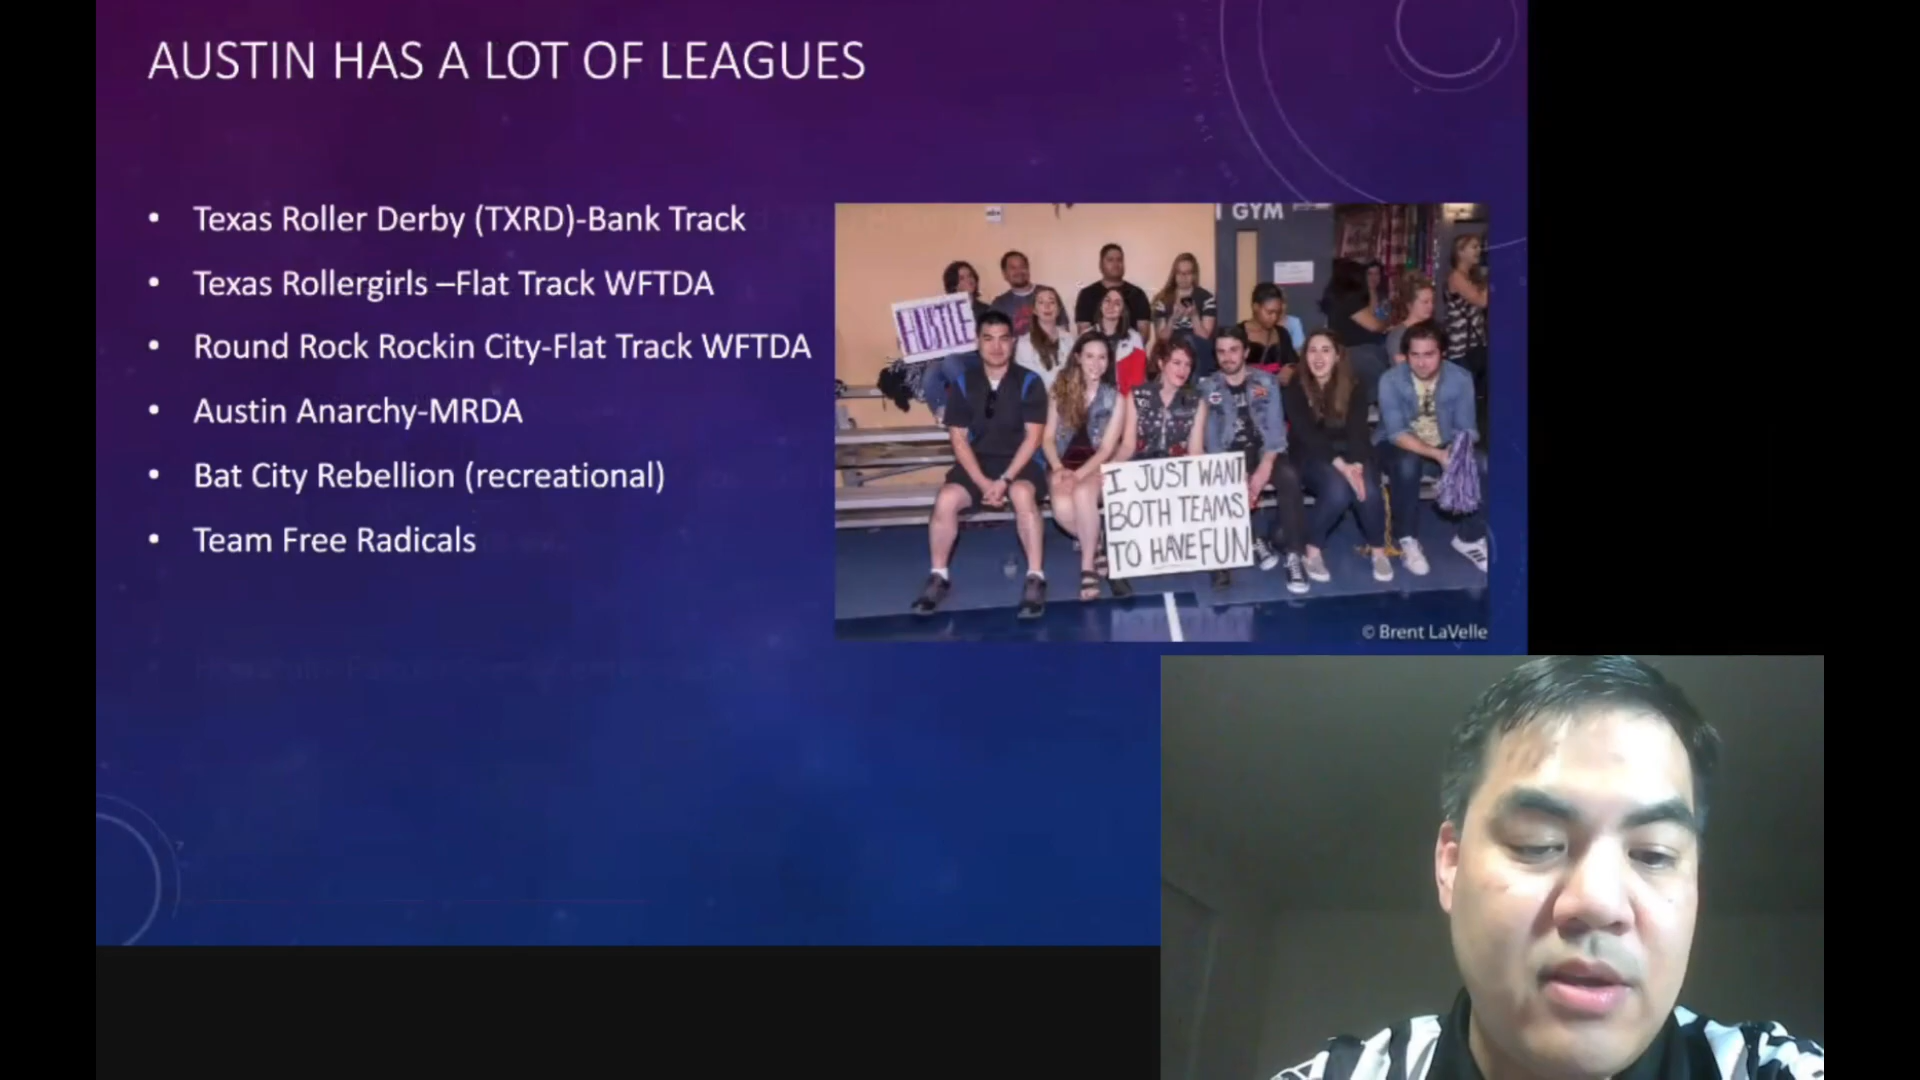 AUSTIN HAS A LOT OF LEAGUES
• Texas Roller Derby (TXRD)-Bank Track
• Texas Rollergirls –Flat Track WFTDA
• Round Rock Rockin City-Flat Track WFTDA
• Austin Anarchy-MRDA
• Bat City Rebellion (recreational)
• Team Free Radicals
GYM
HUSTLE
I JUST WANT
BOTH TEAMS
TO HAVE FUN
© Brent LaVelle